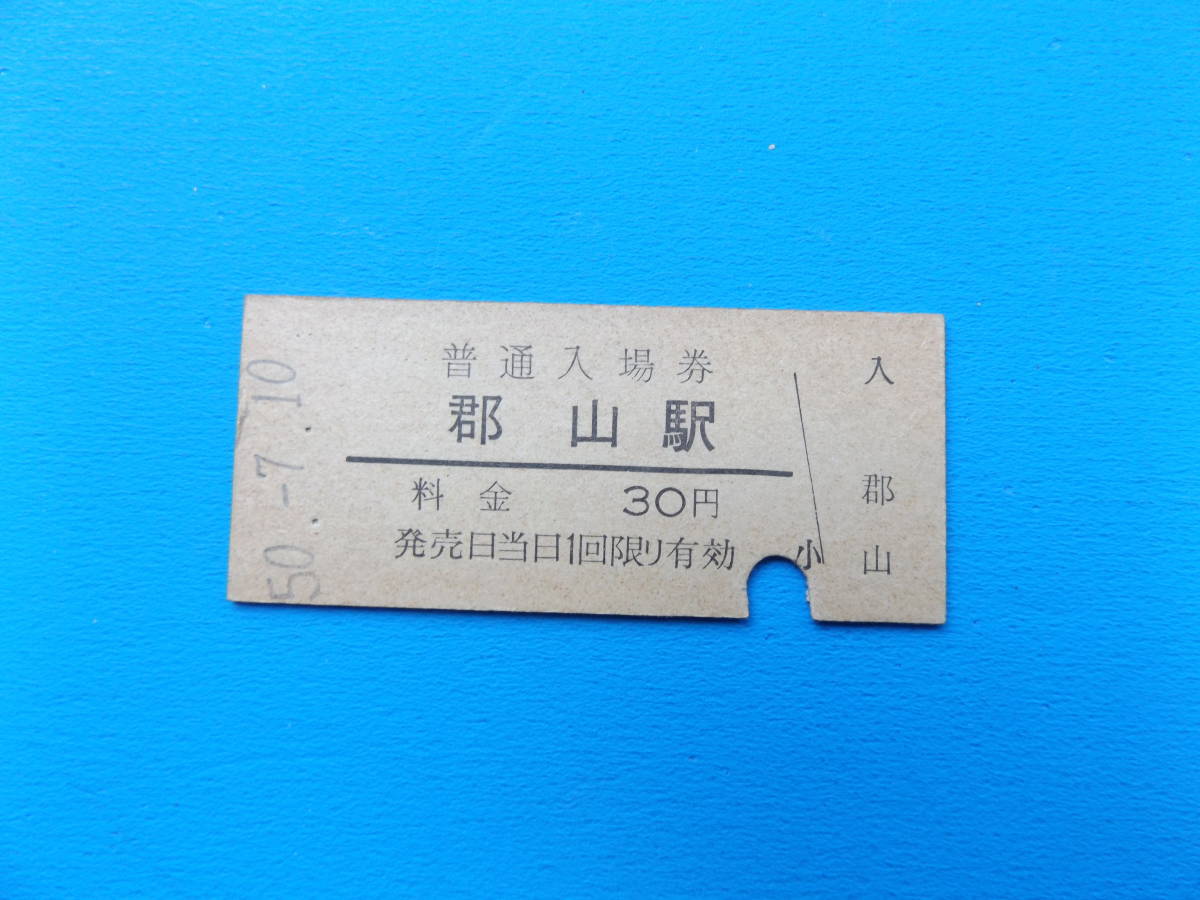 50.-7.10
普通入場券
郡山駅
料金 30円
発売日当日1回限り有効
小
入
郡山